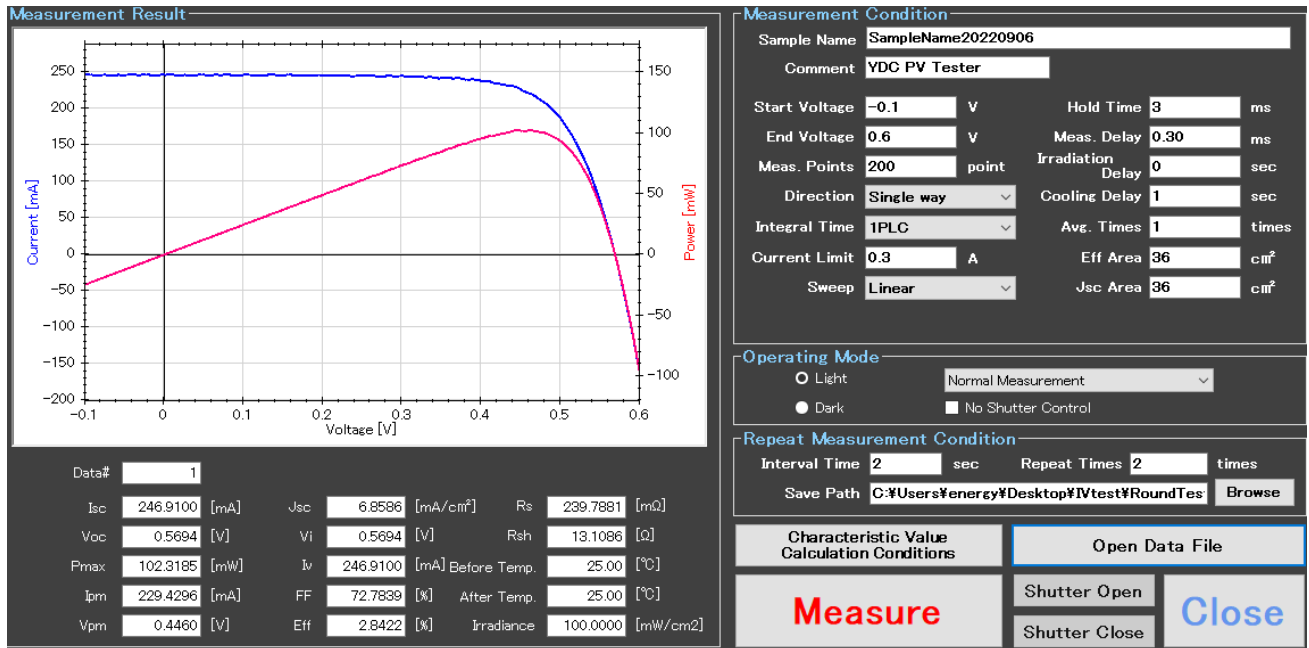 Measurement Result
250
200
150
100
50
0
-50
-100
-150
-200
Current [mA]
150
100
50
0
-50
-100
Power [mW]
-0.1 0 0.1 0.2 0.3 0.4 0.5 0.6
Voltage [V]
Data# 1
Isc 246.9100 [mA] Jsc 6.8586 [mA/cm²] Rs 239.7881 [mΩ]
Voc 0.5694 [V] Vi 0.5694 [V] Rsh 13.1086 [Ω]
Pmax 102.3185 [mW] Iv 246.9100 [mA] Before Temp. 25.00 [℃]
Ipm 229.4296 [mA] FF 72.7839 [%] After Temp. 25.00 [℃]
Vpm 0.4460 [V] Eff 2.8422 [%] Irradiance 100.0000 [mW/cm2]
Measurement Condition
Sample Name SampleName20220906
Comment YDC PV Tester
Start Voltage -0.1 V Hold Time 3 ms
End Voltage 0.6 V Meas. Delay 0.30 ms
Meas. Points 200 point Irradiation Delay 0 sec
Direction Single way Cooling Delay 1 sec
Integral Time 1PLC Avg. Times 1 times
Current Limit 0.3 A Eff Area 36 cm²
Sweep Linear Jsc Area 36 cm²
Operating Mode
Light Normal Measurement
Dark No Shutter Control
Repeat Measurement Condition
Interval Time 2 sec Repeat Times 2 times
Save Path C:¥Users¥energy¥Desktop¥IVtest¥RoundTes Browse
Characteristic Value
Calculation Conditions
Open Data File
Measure
Shutter Open
Shutter Close
Close